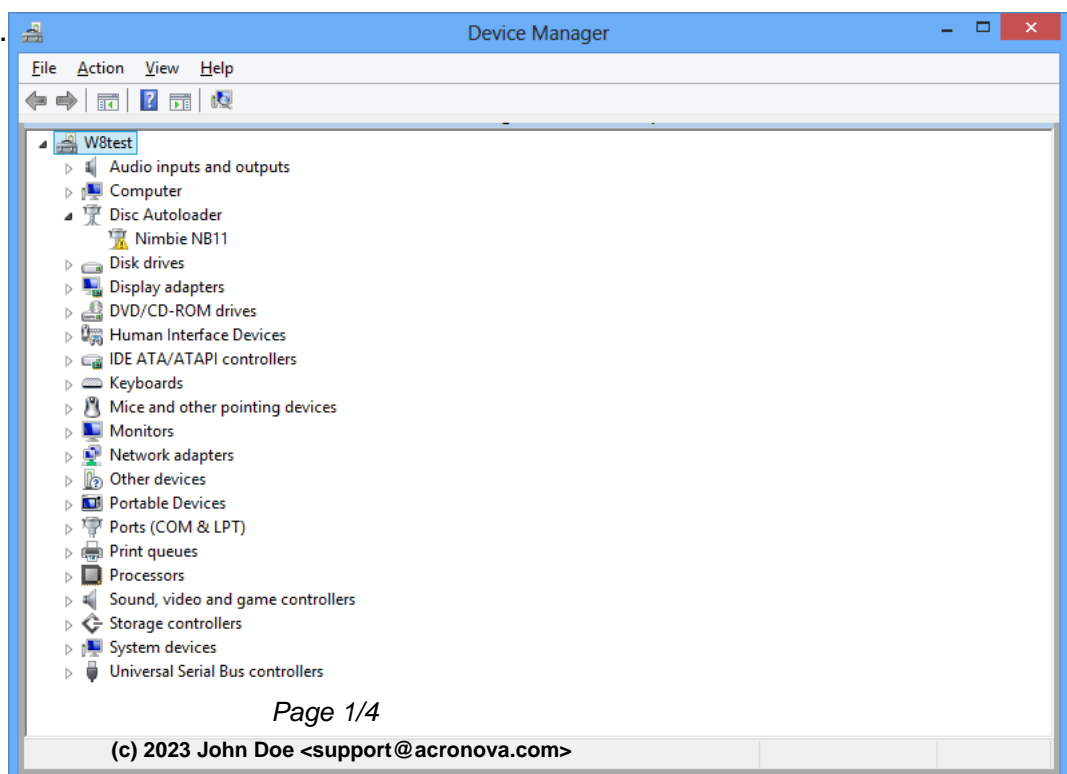 .
Device Manager
File Action View Help
W8test
Audio inputs and outputs
Computer
Disc Autoloader
Nimbie NB11
Disk drives
Display adapters
DVD/CD-ROM drives
Human Interface Devices
IDE ATA/ATAPI controllers
Keyboards
Mice and other pointing devices
Monitors
Network adapters
Other devices
Portable Devices
Ports (COM & LPT)
Print queues
Processors
Sound, video and game controllers
Storage controllers
System devices
Universal Serial Bus controllers
Page 1/4
(c) 2023 John Doe <support@acronova.com>